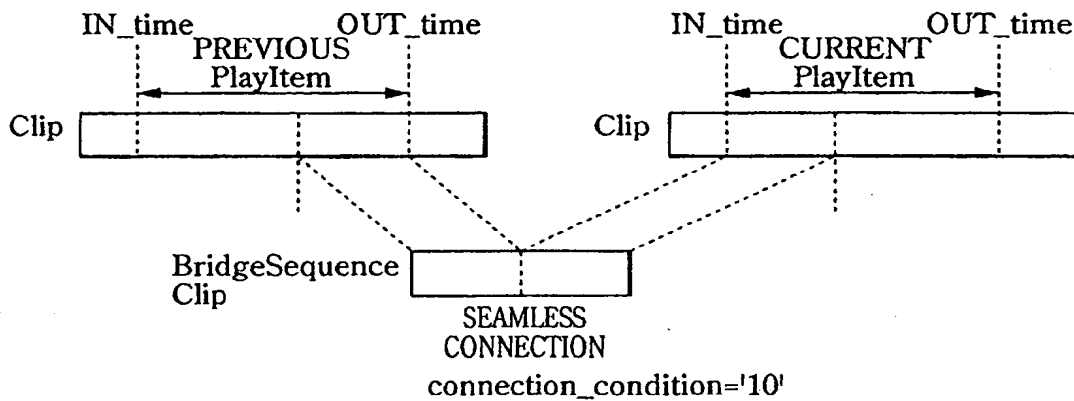 IN_time OUT_time IN_time OUT_time
PREVIOUS CURRENT
PlayItem PlayItem
Clip Clip
BridgeSequence
Clip
SEAMLESS
CONNECTION
connection_condition='10'